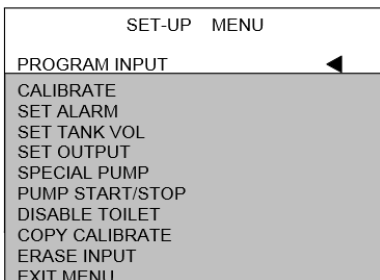 SET-UP MENU
PROGRAM INPUT
CALIBRATE
SET ALARM
SET TANK VOL
SET OUTPUT
SPECIAL PUMP
PUMP START/STOP
DISABLE TOILET
COPY CALIBRATE
ERASE INPUT
EXIT MENU